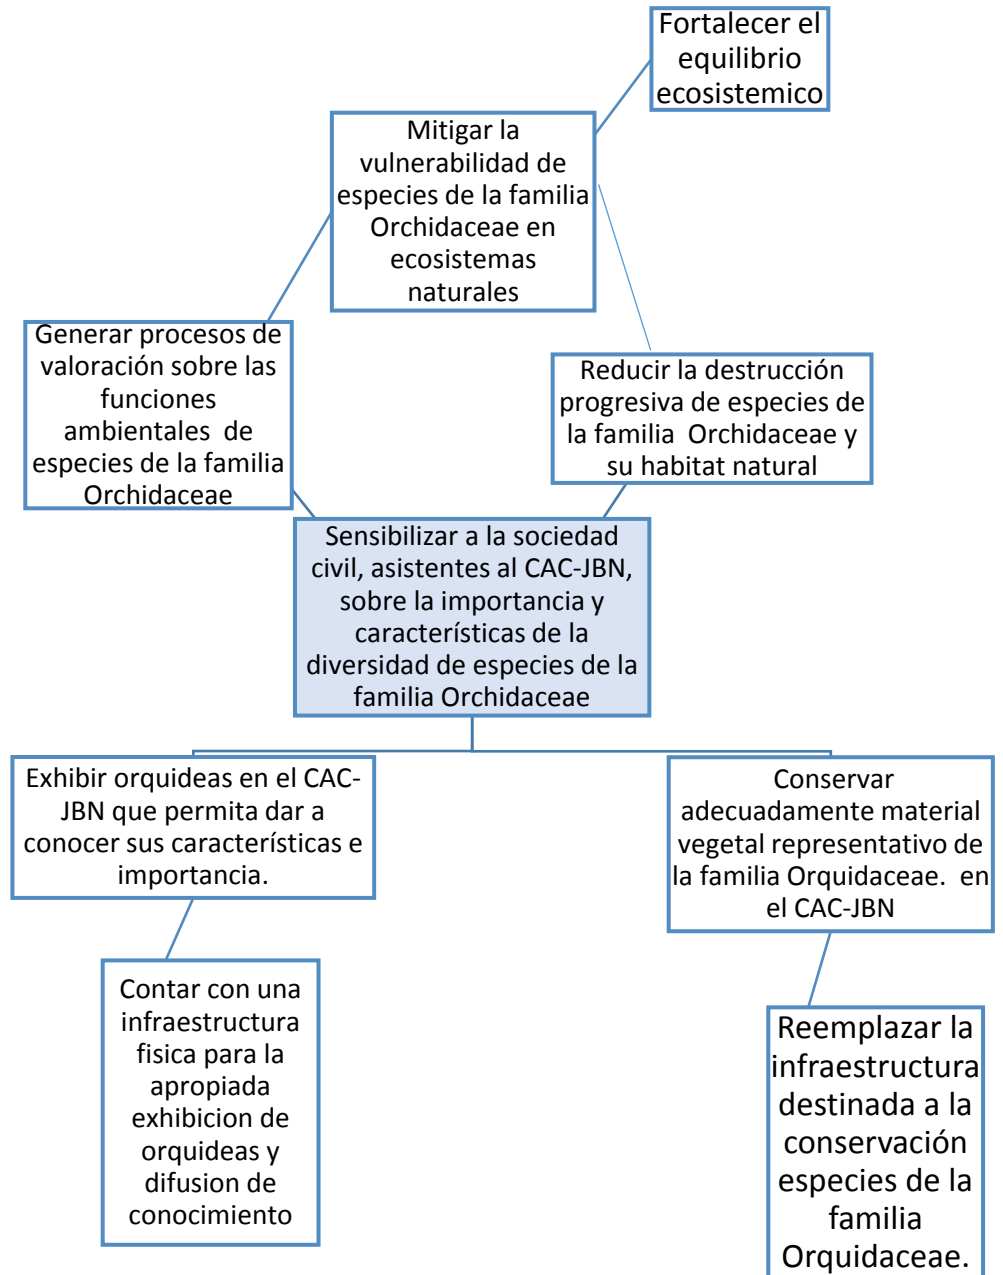 Fortalecer el
equilibrio
ecosistemico
Mitigar la
vulnerabilidad de
especies de la familia
Orchidaceae en
ecosistemas
naturales
Generar procesos de
valoración sobre las
funciones
ambientales  de
especies de la familia
Orchidaceae
Reducir la destrucción
progresiva de especies de
la familia  Orchidaceae y
su habitat natural
Sensibilizar a la sociedad
civil, asistentes al CAC-JBN,
sobre la importancia y
características de la
diversidad de especies de la
familia Orchidaceae
Exhibir orquideas en el CAC-
JBN que permita dar a
conocer sus características e
importancia.
Conservar
adecuadamente material
vegetal representativo de
la familia Orquidaceae.  en
el CAC-JBN
Contar con una
infraestructura
fisica para la
apropiada
exhibicion de
orquideas y
difusion de
conocimiento
Reemplazar la
infraestructura
destinada a la
conservación
especies de la
familia
Orquidaceae.